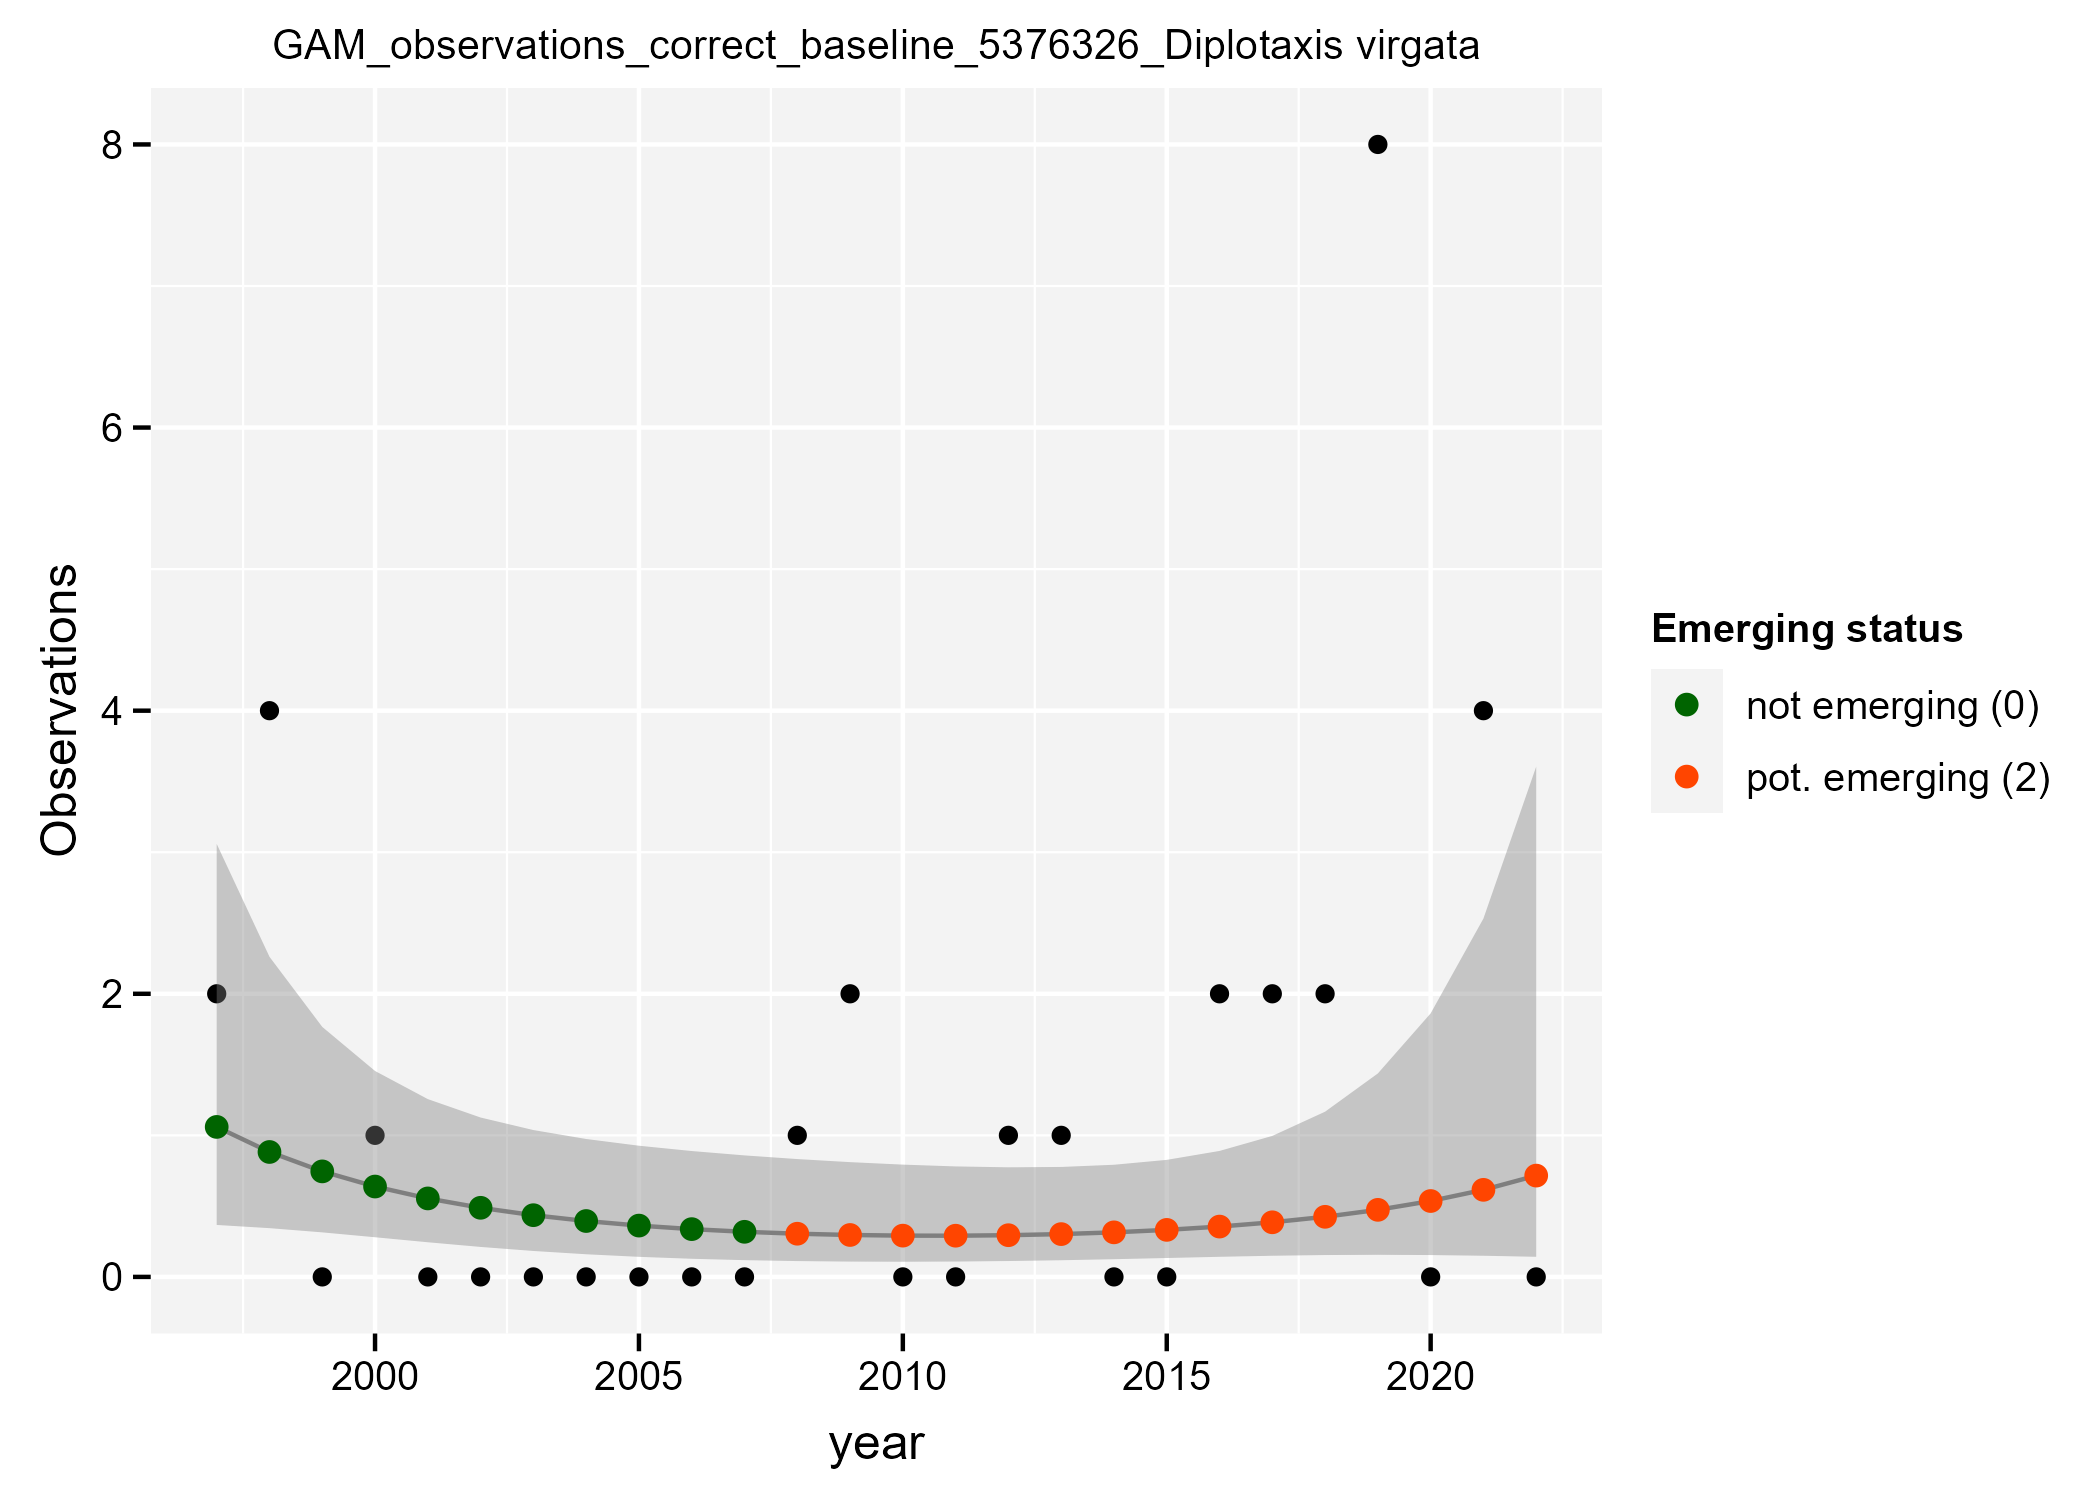 GAM_observations_correct_baseline_5376326_Diplotaxis virgata
8
6
4
2
0
Observations
2000 2005 2010 2015 2020
year
Emerging status
not emerging (0)
pot. emerging (2)